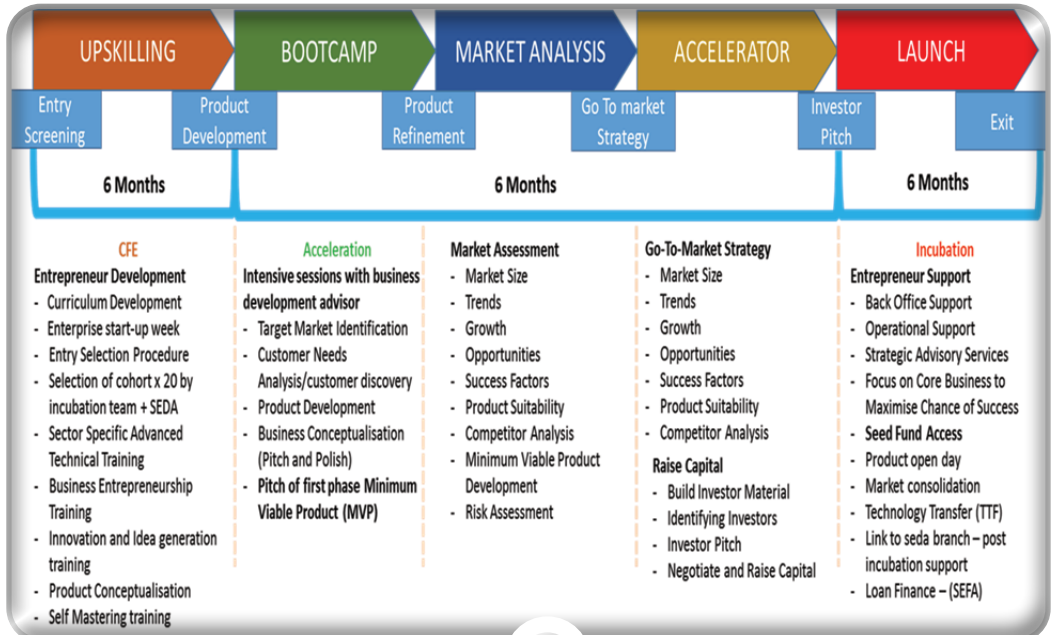 UPSKILLING
BOOTCAMP
MARKET ANALYSIS
ACCELERATOR
LAUNCH
Entry
Screening
Product
Development
Product
Refinement
Go To market
Strategy
Investor
Pitch
Exit
6 Months
6 Months
6 Months
CFE
Entrepreneur Development
- Curriculum Development
- Enterprise start-up week
- Entry Selection Procedure
- Selection of cohort x 20 by
incubation team + SEDA
- Sector Specific Advanced
Technical Training
- Business Entrepreneurship
Training
- Innovation and Idea generation
training
- Product Conceptualisation
- Self Mastering training
Acceleration
Intensive sessions with business
development advisor
- Target Market Identification
- Customer Needs
Analysis/customer discovery
- Product Development
- Business Conceptualisation
(Pitch and Polish)
- Pitch of first phase Minimum
Viable Product (MVP)
Market Assessment
- Market Size
- Trends
- Growth
- Opportunities
- Success Factors
- Product Suitability
- Competitor Analysis
- Minimum Viable Product
Development
- Risk Assessment
Go-To-Market Strategy
- Market Size
- Trends
- Growth
- Opportunities
- Success Factors
- Product Suitability
- Competitor Analysis
Raise Capital
- Build Investor Material
- Identifying Investors
- Investor Pitch
- Negotiate and Raise Capital
Incubation
Entrepreneur Support
- Back Office Support
- Operational Support
- Strategic Advisory Services
- Focus on Core Business to
Maximise Chance of Success
- Seed Fund Access
- Product open day
- Market consolidation
- Technology Transfer (TTF)
- Link to seda branch – post
incubation support
- Loan Finance – (SEFA)